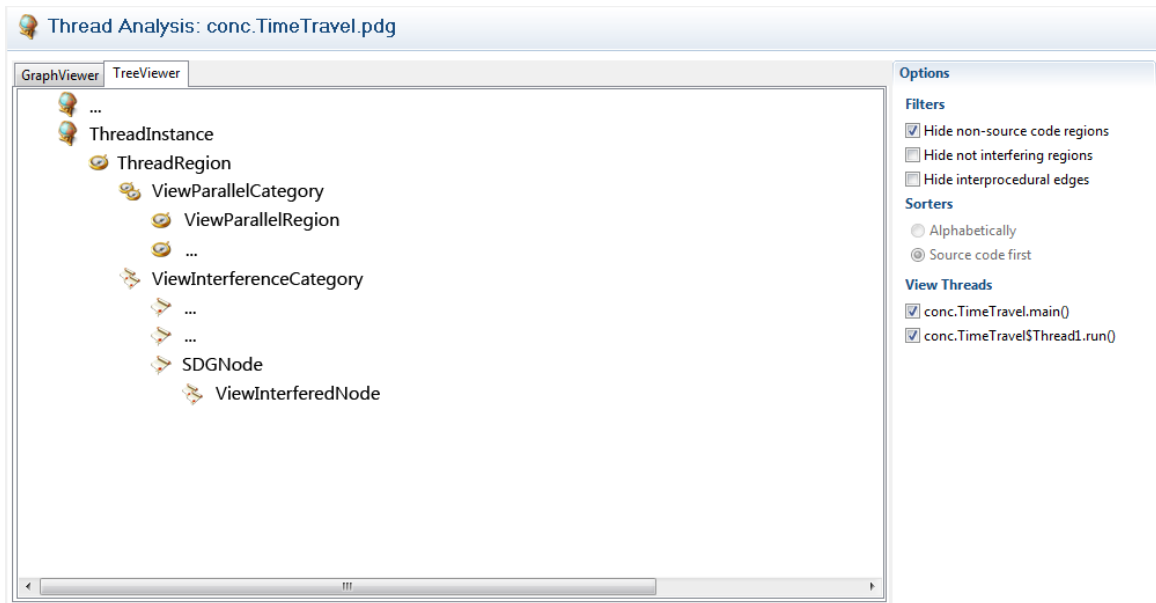 Thread Analysis: conc.TimeTravel.pdg
GraphViewer
TreeViewer
...
ThreadInstance
ThreadRegion
ViewParallelCategory
ViewParallelRegion
...
ViewInterferenceCategory
...
...
SDGNode
ViewInterferedNode
Options
Filters
Hide non-source code regions
Hide not interfering regions
Hide interprocedural edges
Sorters
Alphabetically
Source code first
View Threads
conc.TimeTravel.main()
conc.TimeTravel$Thread1.run()